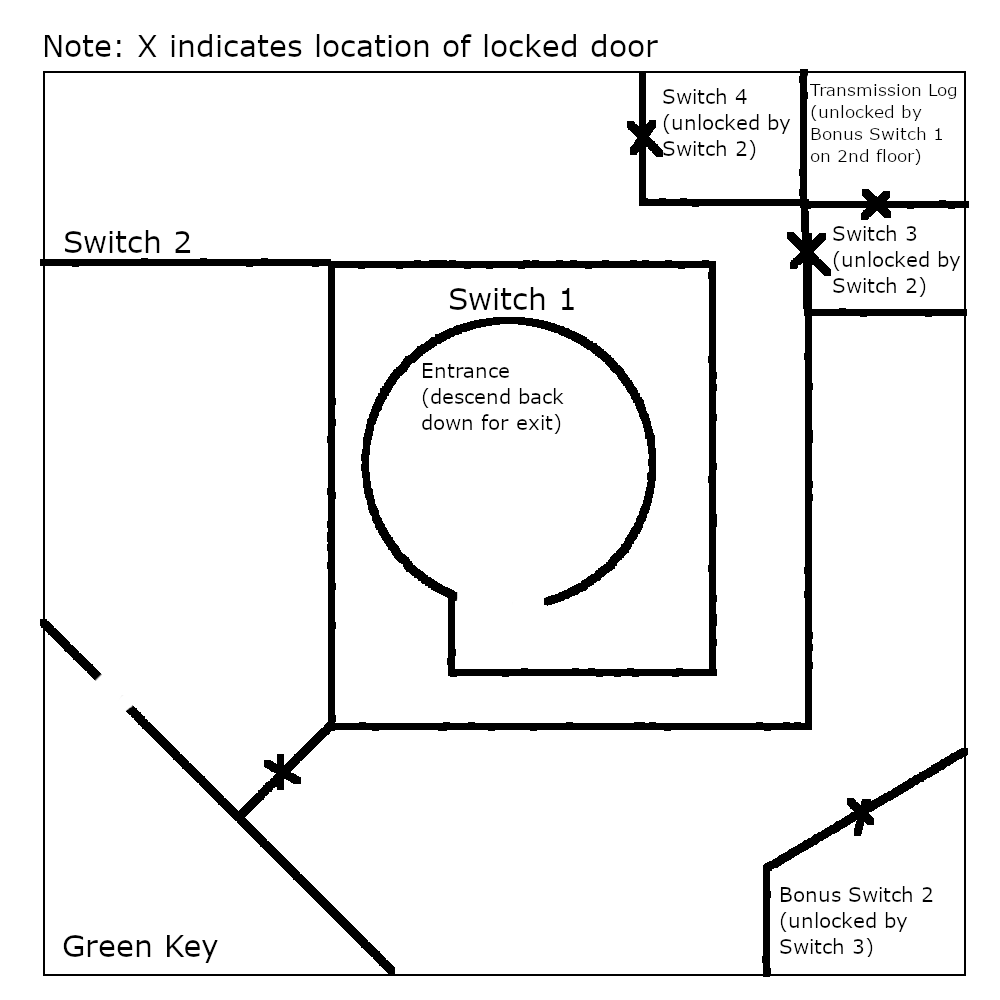 Note: X indicates location of locked door
Switch 4
(unlocked by
Switch 2)
Transmission Log
(unlocked by
Bonus Switch 1
on 2nd floor)
Switch 2
Switch 3
(unlocked by
Switch 2)
Switch 1
Entrance
(descend back
down for exit)
Bonus Switch 2
(unlocked by
Switch 3)
Green Key